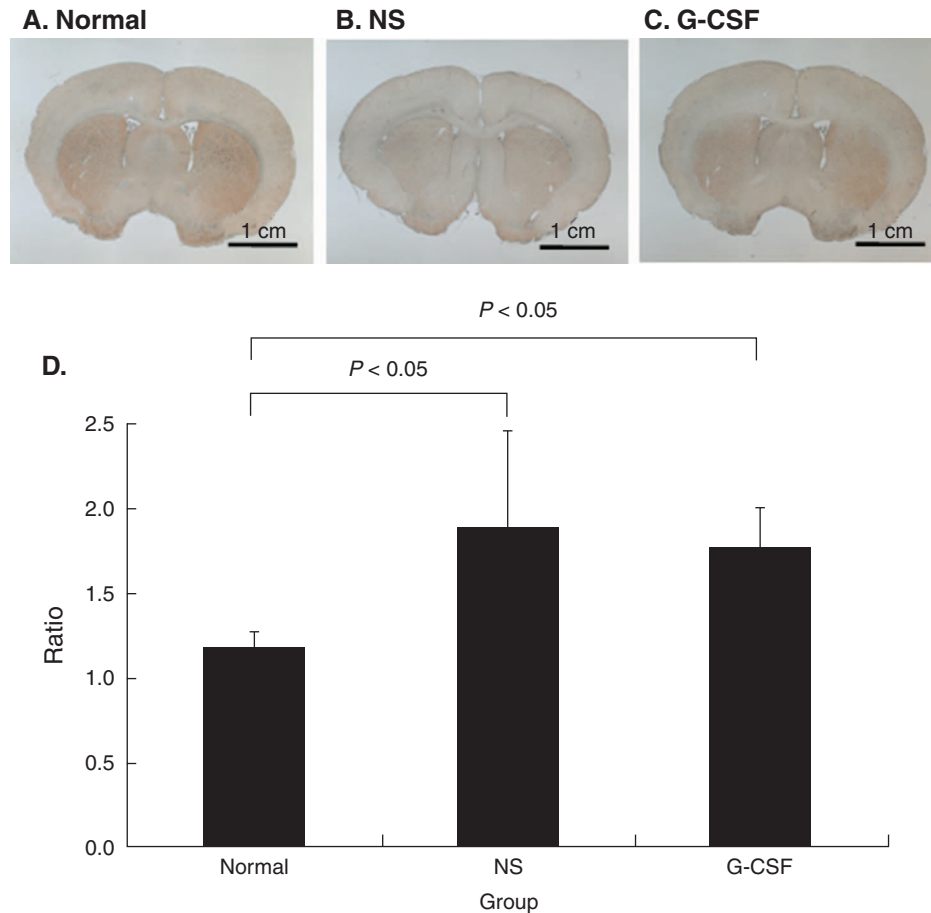 A. Normal
B. NS
C. G-CSF
1 cm
1 cm
1 cm
P < 0.05
D.
P < 0.05
2.5
2.0
1.5
1.0
0.5
0.0
Ratio
Normal
NS
G-CSF
Group